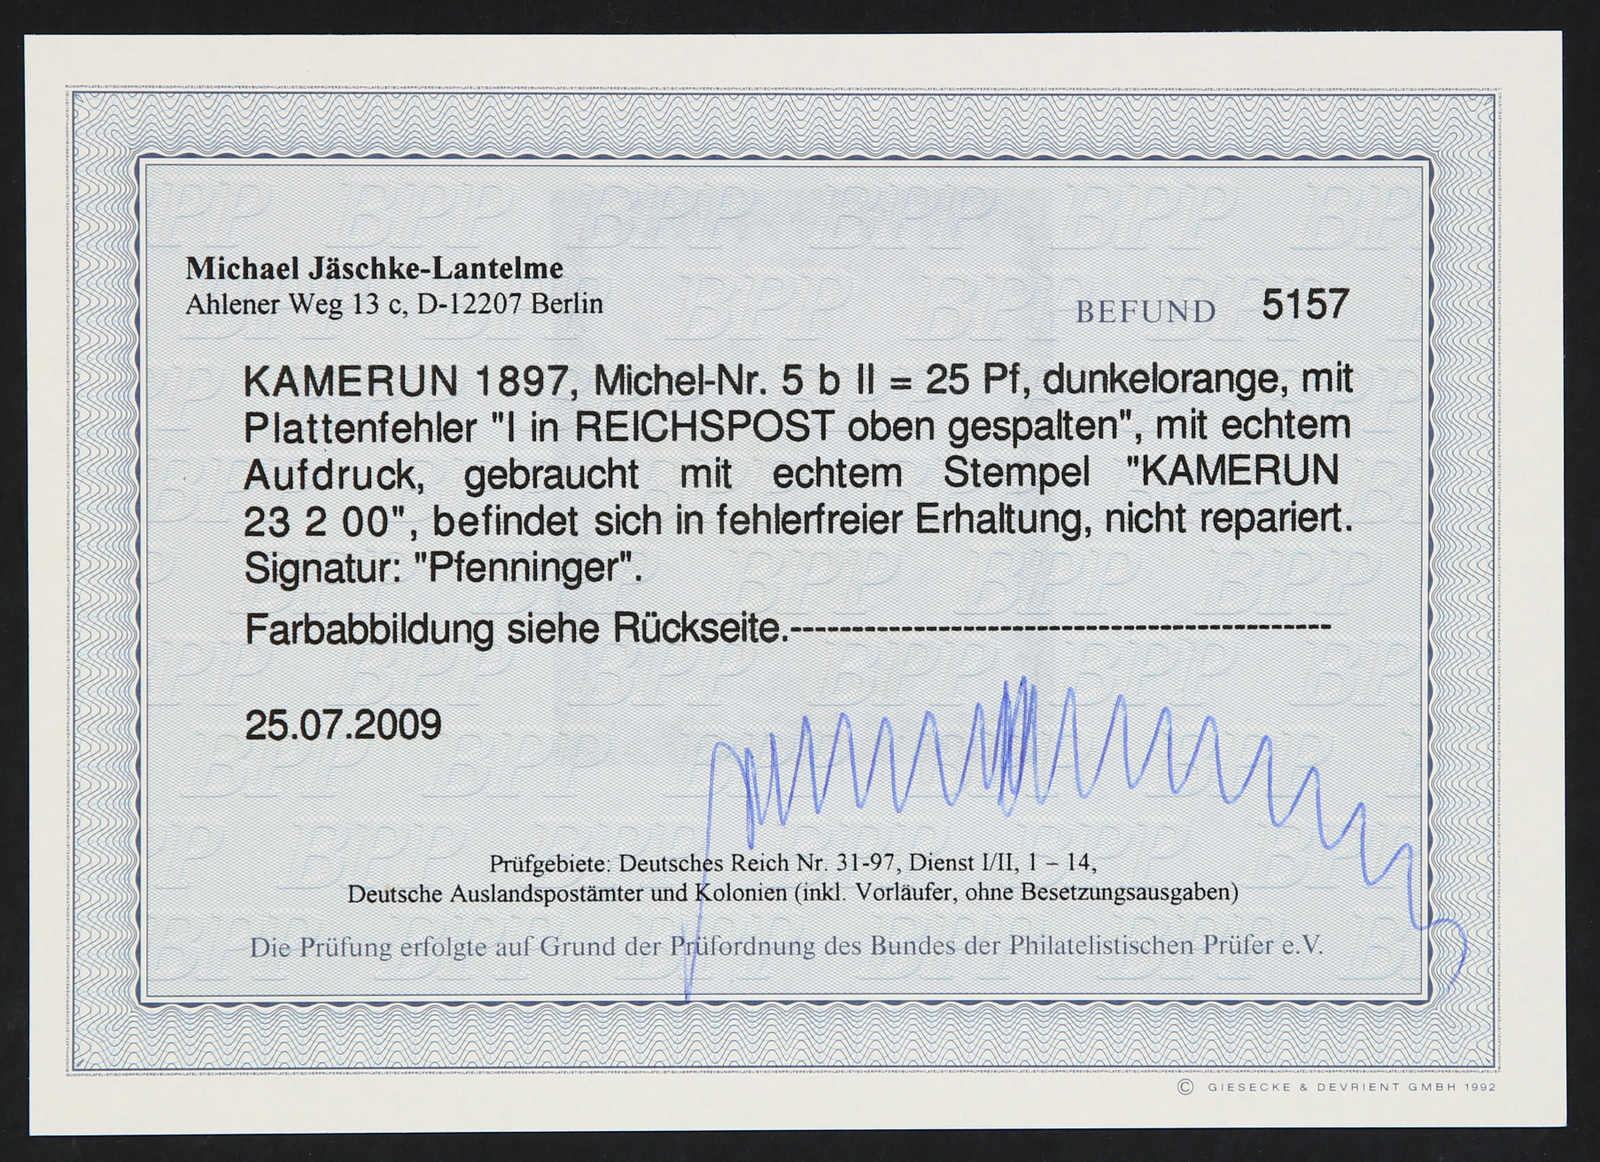 Michael Jäschke-Lantelme
Ahlener Weg 13 c, D-12207 Berlin
BEFUND 5157
KAMERUN 1897, Michel-Nr. 5 b II = 25 Pf, dunkelorange, mit
Plattenfehler "I in REICHSPOST oben gespalten", mit echtem
Aufdruck, gebraucht mit echtem Stempel "KAMERUN
23 2 00", befindet sich in fehlerfreier Erhaltung, nicht repariert.
Signatur: "Pfenninger".
Farbabbildung siehe Rückseite.--------------------------------------------
25.07.2009
Prüfgebiete: Deutsches Reich Nr. 31-97, Dienst I/II, 1 – 14,
Deutsche Auslandspostämter und Kolonien (inkl. Vorläufer, ohne Besetzungsausgaben)
Die Prüfung erfolgte auf Grund der Prüfordnung des Bundes der Philatelistischen Prüfer e.V.
© GIESECKE & DEVRIENT GMBH 1992